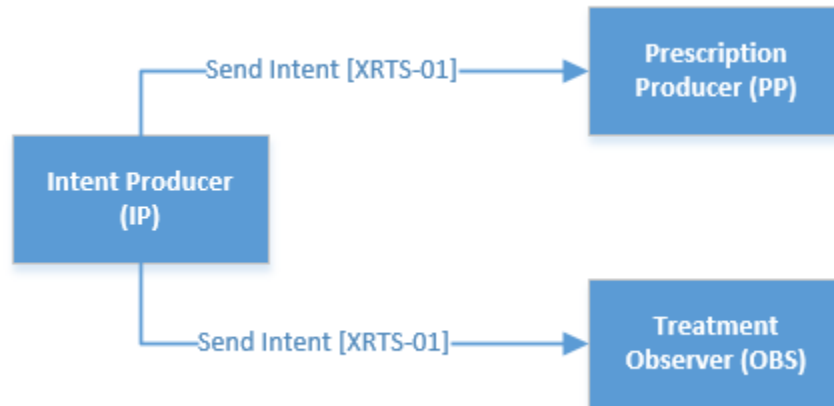 Send Intent [XRTS-01]
Prescription
Producer (PP)
Intent Producer
(IP)
Send Intent [XRTS-01]
Treatment
Observer (OBS)